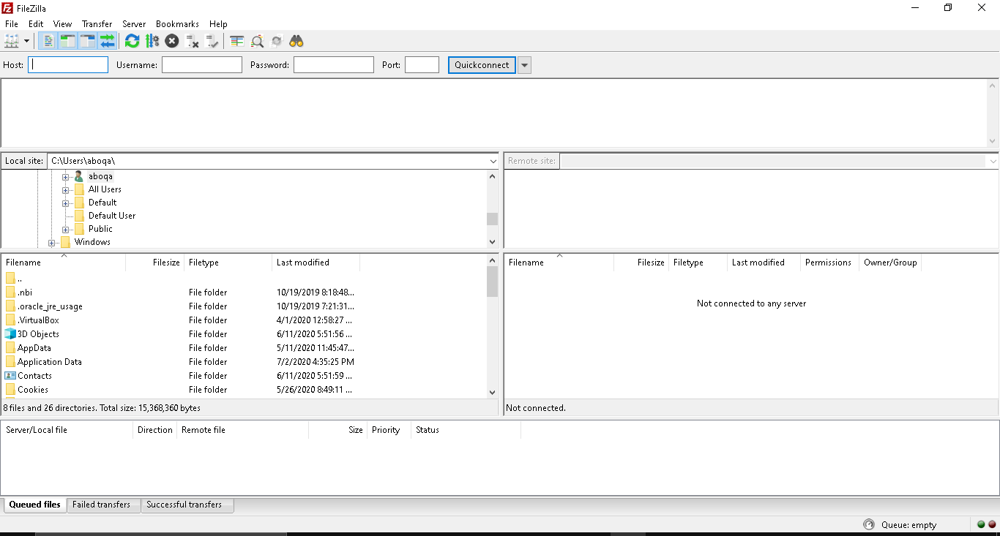 FileZilla
File Edit View Transfer Server Bookmarks Help
Host: Username: Password: Port: Quickconnect
Local site: C:\Users\aboqa\
aboqa
All Users
Default
Default User
Public
Windows
Remote site:
Filename Filesize Filetype Last modified
..
.nbi File folder 10/19/2019 8:18:48...
.oracle_jre_usage File folder 10/19/2019 7:21:31...
.VirtualBox File folder 4/1/2020 12:58:27 ...
3D Objects File folder 6/11/2020 5:51:56 ...
AppData File folder 5/11/2020 11:45:47...
Application Data File folder 7/2/2020 4:35:25 PM
Contacts File folder 6/11/2020 5:51:59 ...
Cookies File folder 5/26/2020 8:49:11 ...
8 files and 26 directories. Total size: 15,368,360 bytes
Filename Filesize Filetype Last modified Permissions Owner/Group
Not connected to any server
Not connected.
Server/Local file Direction Remote file Size Priority Status
Queued files Failed transfers Successful transfers
Queue: empty